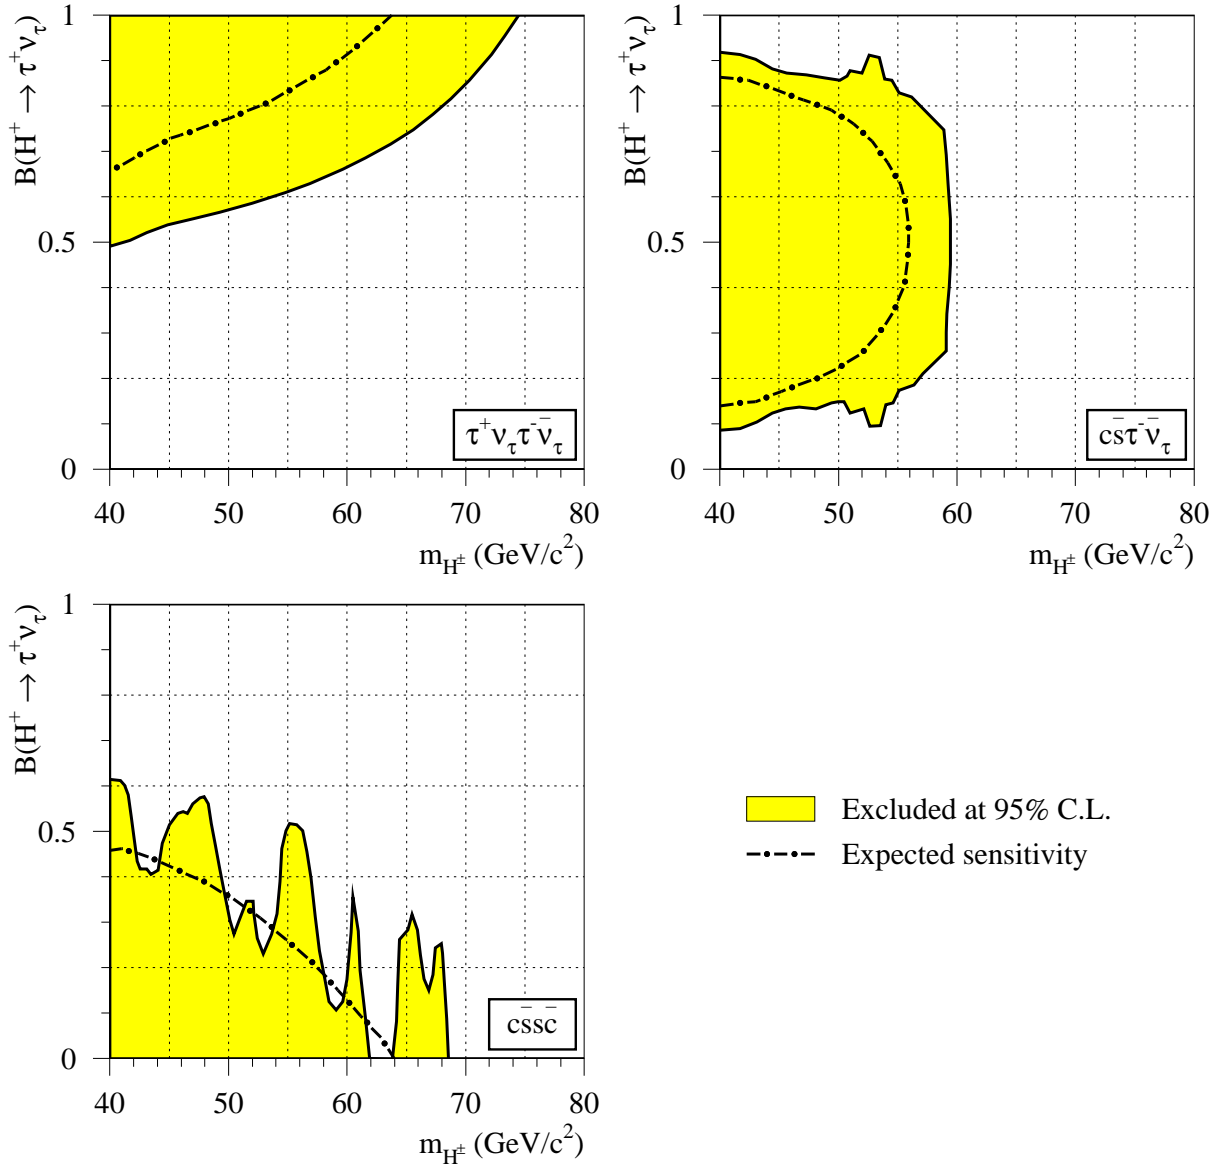 B(H⁺ → τ⁺ν_τ)
1
0.5
0
τ⁺ν_ττ⁻ν̄_τ
40 50 60 70 80
m_H± (GeV/c²)
B(H⁺ → τ⁺ν_τ)
1
0.5
0
cs̄τ⁻ν̄_τ
40 50 60 70 80
m_H± (GeV/c²)
B(H⁺ → τ⁺ν_τ)
1
0.5
0
cs̄sc̄
40 50 60 70 80
m_H± (GeV/c²)
Excluded at 95% C.L.
Expected sensitivity